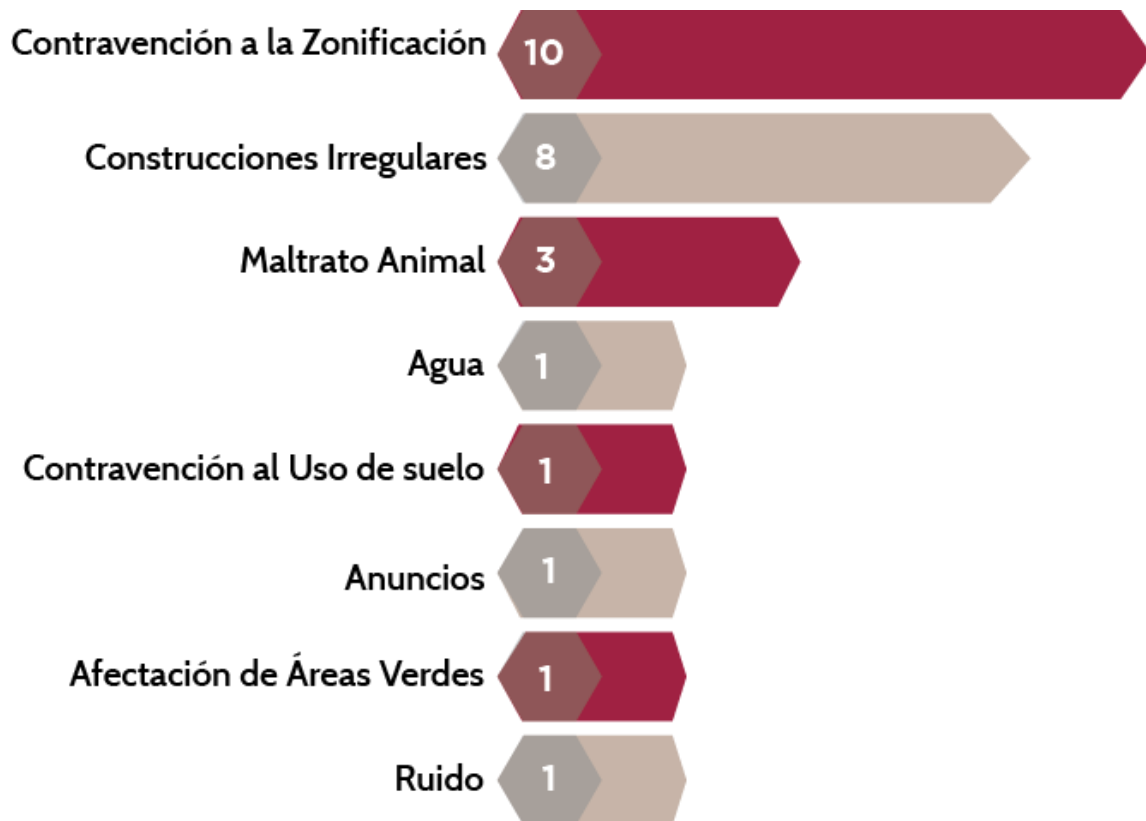 Contravención a la Zonificación 10
Construcciones Irregulares 8
Maltrato Animal 3
Agua 1
Contravención al Uso de suelo 1
Anuncios 1
Afectación de Áreas Verdes 1
Ruido 1